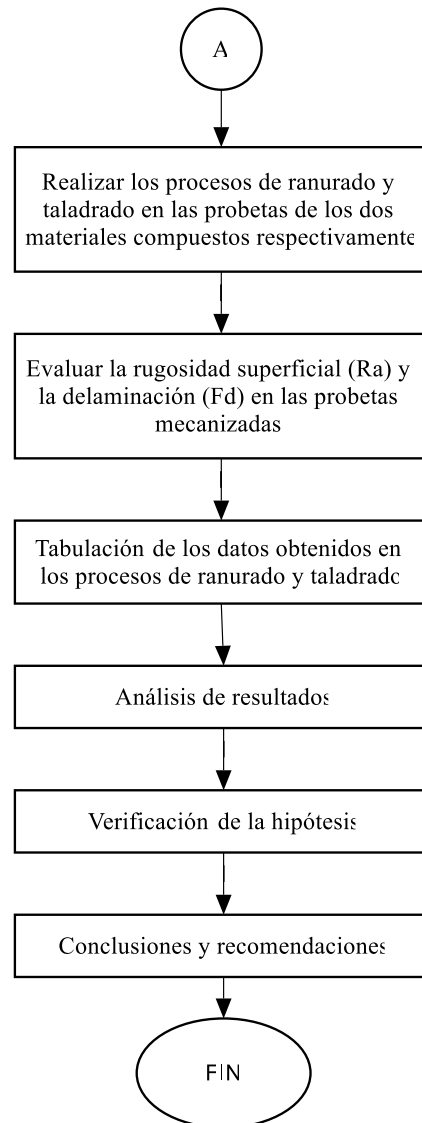 A
Realizar los procesos de ranurado y
taladrado en las probetas de los dos
materiales compuestos respectivamente
Evaluar la rugosidad superficial (Ra) y
la delaminación (Fd) en las probetas
mecanizadas
Tabulación de los datos obtenidos en
los procesos de ranurado y taladrado
Análisis de resultados
Verificación de la hipótesis
Conclusiones y recomendaciones
FIN